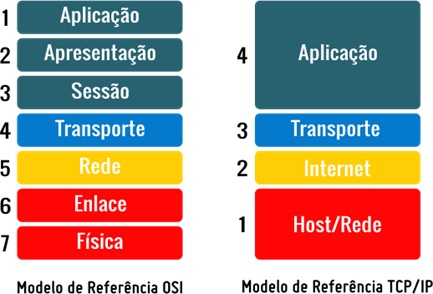 1 Aplicação
2 Apresentação
3 Sessão
4 Transporte
5 Rede
6 Enlace
7 Física
Modelo de Referência OSI
4 Aplicação
3 Transporte
2 Internet
1 Host/Rede
Modelo de Referência TCP/IP